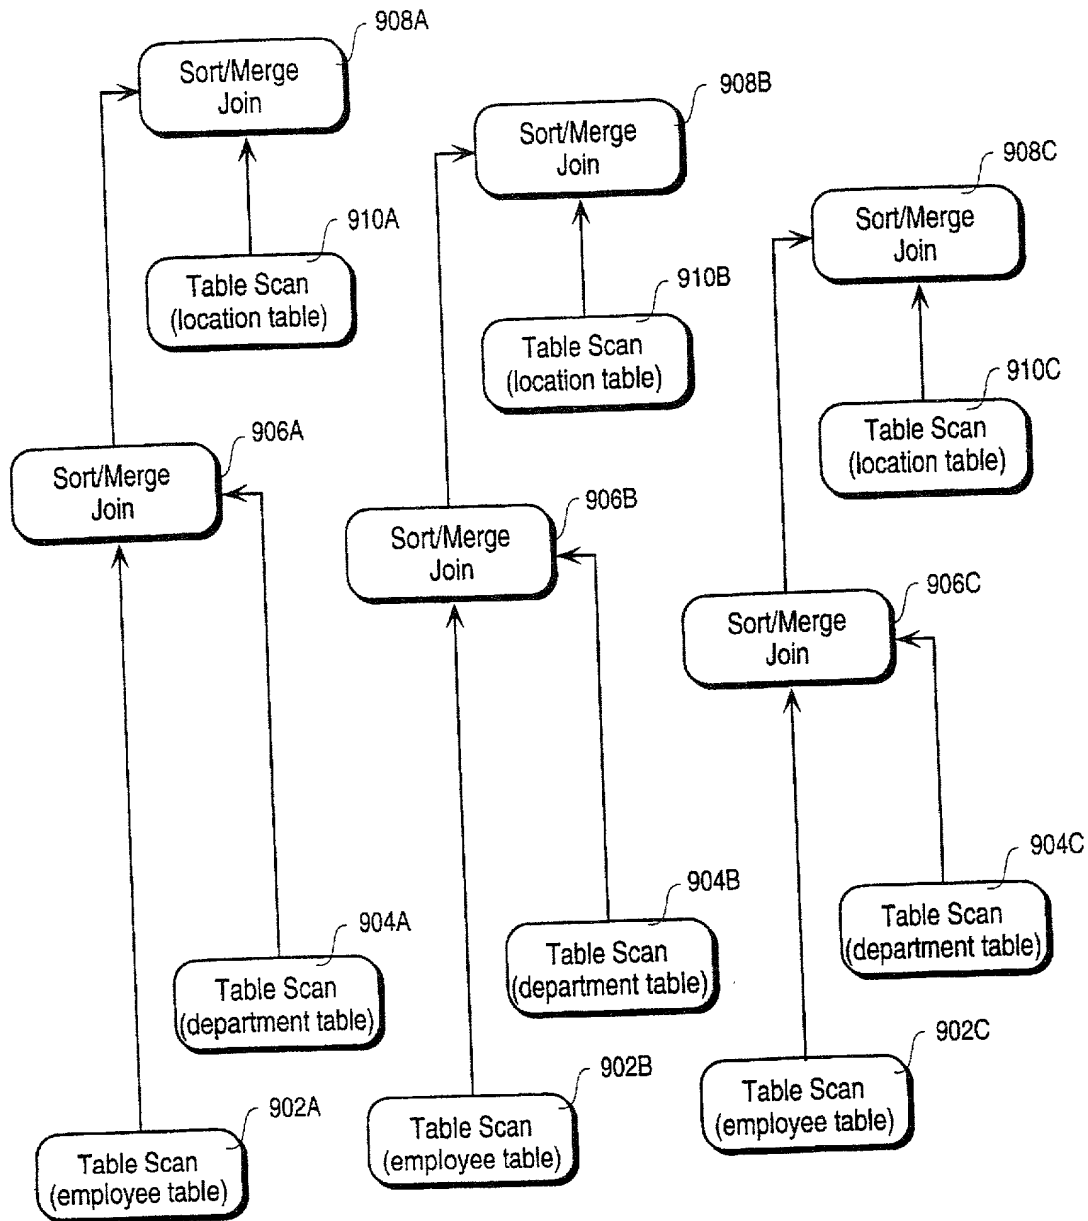 908A
Sort/Merge
Join
908B
Sort/Merge
Join
908C
Sort/Merge
Join
910A
Table Scan
(location table)
910B
Table Scan
(location table)
910C
Table Scan
(location table)
906A
Sort/Merge
Join
906B
Sort/Merge
Join
906C
Sort/Merge
Join
904A
Table Scan
(department table)
904B
Table Scan
(department table)
904C
Table Scan
(department table)
902A
Table Scan
(employee table)
902B
Table Scan
(employee table)
902C
Table Scan
(employee table)